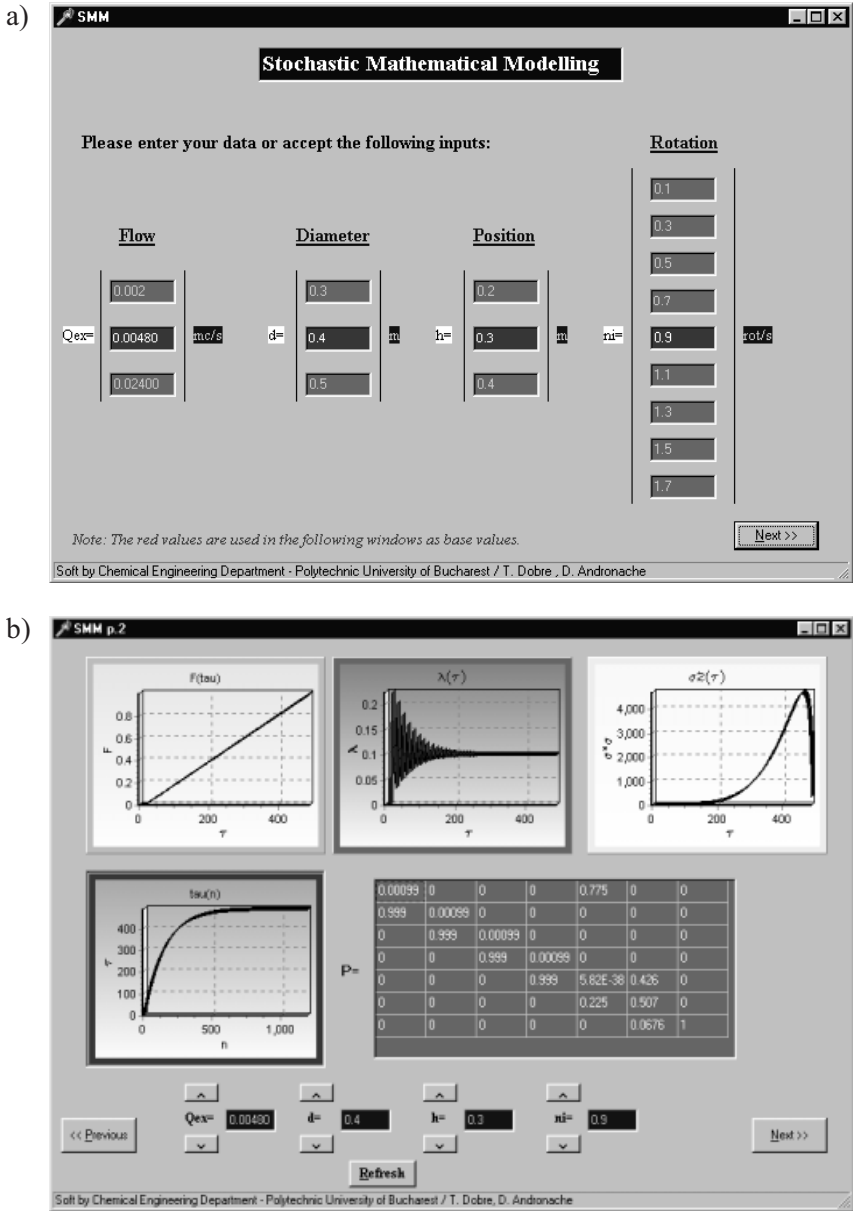 a)
SMM
Stochastic Mathematical Modelling
Please enter your data or accept the following inputs:
Rotation
0.1
0.3
0.5
0.7
0.9
1.1
1.3
1.5
1.7
ni=
rot/s
Flow
Qex=
0.002
0.00480
0.02400
mc/s
Diameter
d=
0.3
0.4
0.5
m
Position
h=
0.2
0.3
0.4
m
Note: The red values are used in the following windows as base values.
Next >>
Soft by Chemical Engineering Department - Polytechnic University of Bucharest / T. Dobre , D. Andronache
b)
SMM p.2
F(tau)
F
0.8
0.6
0.4
0.2
0
0 200 400
τ
λ(τ)
λ
0.2
0.15
0.1
0.05
0
0 200 400
τ
σ2(τ)
σ*σ
4,000
3,000
2,000
1,000
0
0 200 400
τ
tau(n)
τ
400
300
200
100
0
0 500 1,000
n
P=
0.00099 0 0 0 0.775 0 0
0.999 0.00099 0 0 0 0 0
0 0.999 0.00099 0 0 0 0
0 0 0.999 0.00099 0 0 0
0 0 0 0.999 5.82E-38 0.426 0
0 0 0 0 0.225 0.507 0
0 0 0 0 0 0.0676 1
<< Previous
Qex= 0.00480 d= 0.4 h= 0.3 ni= 0.9
Next >>
Refresh
Soft by Chemical Engineering Department - Polytechnic University of Bucharest / T. Dobre, D. Andronache